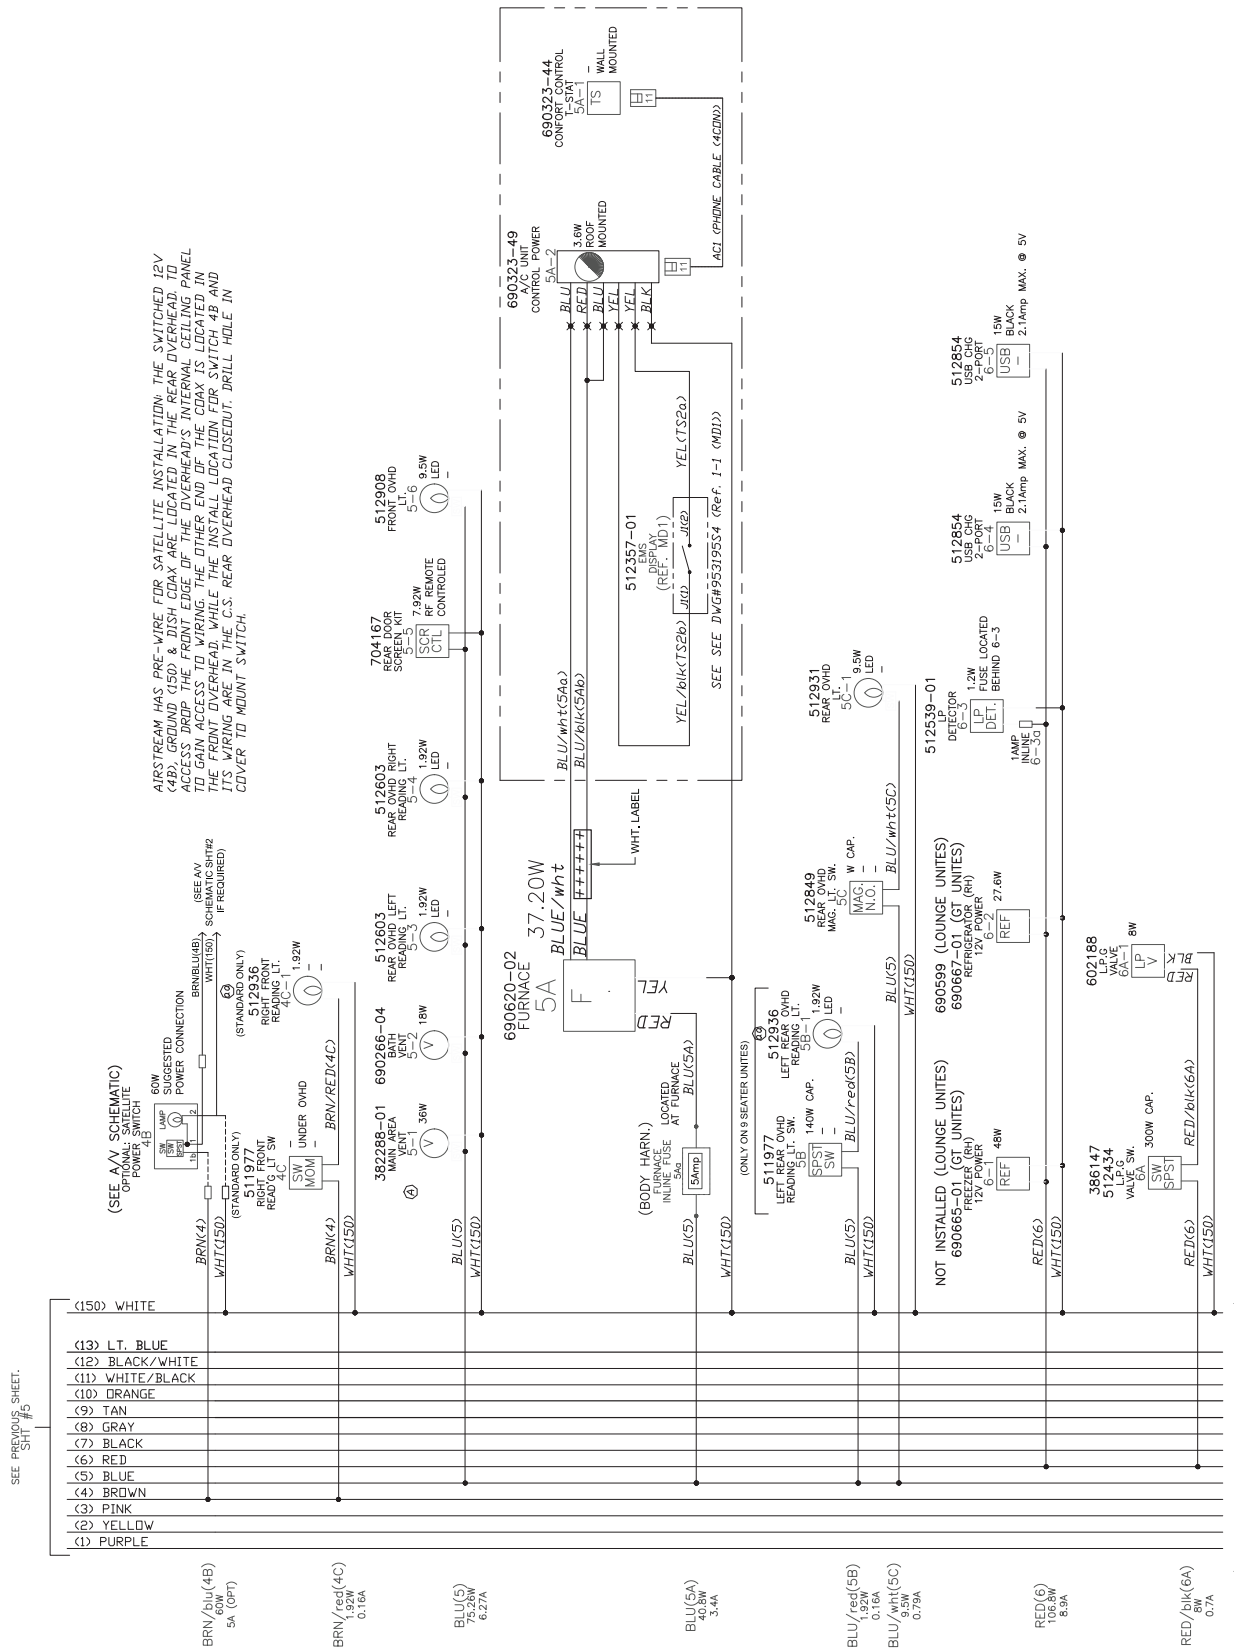 AIRSTREAM HAS PRE-WIRE FOR SATELLITE INSTALLATION: THE SWITCHED 12V
(4B), GROUND (150) & DISH COAX ARE LOCATED IN THE REAR OVERHEAD. TO
ACCESS DROP THE FRONT EDGE OF THE OVERHEAD'S INTERNAL CEILING PANEL
TO GAIN ACCESS TO WIRING. THE OTHER END OF THE COAX IS LOCATED IN
THE FRONT OVERHEAD. WHILE THE INSTALL LOCATION FOR SWITCH 4B AND
ITS WIRING ARE IN THE C.S. REAR OVERHEAD CLOSEOUT. DRILL HOLE IN
COVER TO MOUNT SWITCH.
SEE PREVIOUS SHEET.
SHT #5
(150) WHITE
(13) LT. BLUE
(12) BLACK/WHITE
(11) WHITE/BLACK
(10) ORANGE
(9) TAN
(8) GRAY
(7) BLACK
(6) RED
(5) BLUE
(4) BROWN
(3) PINK
(2) YELLOW
(1) PURPLE
BRN/blu(4B)
60W
5A (OPT)
BRN/red(4C)
1.92W
0.16A
BLU(5)
75.26W
6.27A
BLU(5A)
40.8W
3.4A
BLU/red(5B)
1.92W
0.16A
BLU/wht(5C)
9.5W
0.79A
RED(6)
106.8W
8.9A
RED/blk(6A)
8W
0.7A
(SEE A/V SCHEMATIC)
OPTIONAL: SATELLITE
POWER SWITCH
4B
SW
SW
SPST
LAMP
1b
1
2
60W
SUGGESTED
POWER CONNECTION
BRN(4)
WHT(150)
BRN/BLU(4B)
WHT(150)
(SEE A/V
SCHEMATIC SHT#2
IF REQUIRED)
(STANDARD ONLY)
511977
RIGHT FRONT
READ'G LT SW
4C
SW
MOM
-
UNDER OVHD
-
BRN(4)
WHT(150)
BRN/RED(4C)
(STANDARD ONLY)
512936
RIGHT FRONT
READING LT.
4C-1
1.92W
-
-
A
382288-01
MAIN AREA
VENT
5-1
V
36W
BLU(5)
WHT(150)
690266-04
BATH
VENT
5-2
V
18W
512603
REAR OVHD LEFT
READING LT.
5-3
1.92W
LED
512603
REAR OVHD RIGHT
READING LT.
5-4
1.92W
LED
704167
REAR DOOR
SCREEN KIT
5-5
SCR
CTL
7.92W
RF REMOTE
CONTROLED
512908
FRONT OVHD
LT.
5-6
9.5W
LED
-
690620-02
FURNACE
5A
37.20W
F
BLUE/wht
BLUE
++++++
WHT. LABEL
RED
YEL
(BODY HARN.)
FURNACE
INLINE FUSE
5Aa
5Amp
LOCATED
AT FURNACE
BLU(5)
BLU(5A)
WHT(150)
BLU/wht(5Aa)
BLU/blk(5Ab)
690323-49
A/C UNIT
CONTROL POWER
5A-2
3.6W
ROOF
MOUNTED
BLU
RED
BLU
YEL
YEL
BLK
11
AC1 (PHONE CABLE (4CON))
690323-44
CONFORT CONTROL
T-STAT
5A-1
TS
-
WALL
MOUNTED
11
512357-01
EMS
DISPLAY
(REF. MD1)
J1(1)
J1(2)
YEL/blk(TS2b)
YEL(TS2a)
SEE SEE DWG#953195S4 (Ref. 1-1 (MD1))
(ONLY ON 9 SEATER UNITES)
511977
LEFT REAR OVHD
READING LT. SW.
5B
SPST
SW
140W CAP.
-
-
BLU(5)
WHT(150)
BLU/red(5B)
512936
LEFT REAR OVHD
READING LT.
5B-1
1.92W
LED
-
512849
REAR OVHD
MAG. LT. SW.
5C
MAG.
N.O.
W CAP.
-
-
BLU(5)
WHT(150)
BLU/wht(5C)
512931
REAR OVHD
LT.
5C-1
9.5W
LED
-
NOT INSTALLED (LOUNGE UNITES)
690665-01 (GT UNITES)
FREEZER (RH)
12V POWER
6-1
REF
48W
RED(6)
WHT(150)
690599 (LOUNGE UNITES)
690667-01 (GT UNITES)
REFRIGERATOR (RH)
12V POWER
6-2
REF
27.6W
512539-01
LP
DETECTOR
6-3
LP
DET.
1.2W
FUSE LOCATED
BEHIND 6-3
1AMP
INLINE
6-3a
512854
USB CHG
2-PORT
6-4
USB
-
15W
BLACK
2.1Amp MAX. @ 5V
512854
USB CHG
2-PORT
6-5
USB
-
15W
BLACK
2.1Amp MAX. @ 5V
386147
512434
L.P.G
VALVE SW.
6A
SW
SPST
300W CAP.
RED(6)
WHT(150)
RED/blk(6A)
602188
L.P.G
VALVE
6A-1
LP
V
8W
RED
BLK